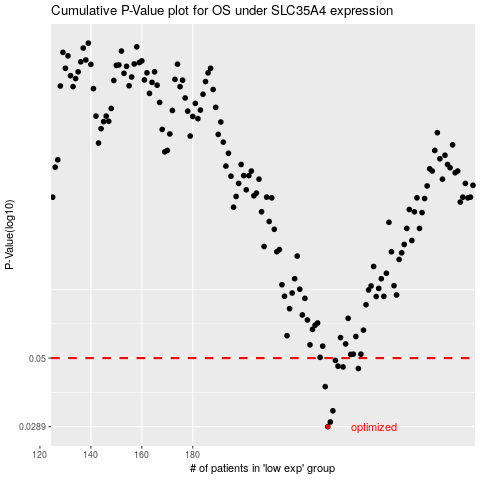 Cumulative P-Value plot for OS under SLC35A4 expression
P-Value(log10)
0.05
0.0289
optimized
120 140 160 180
# of patients in 'low exp' group